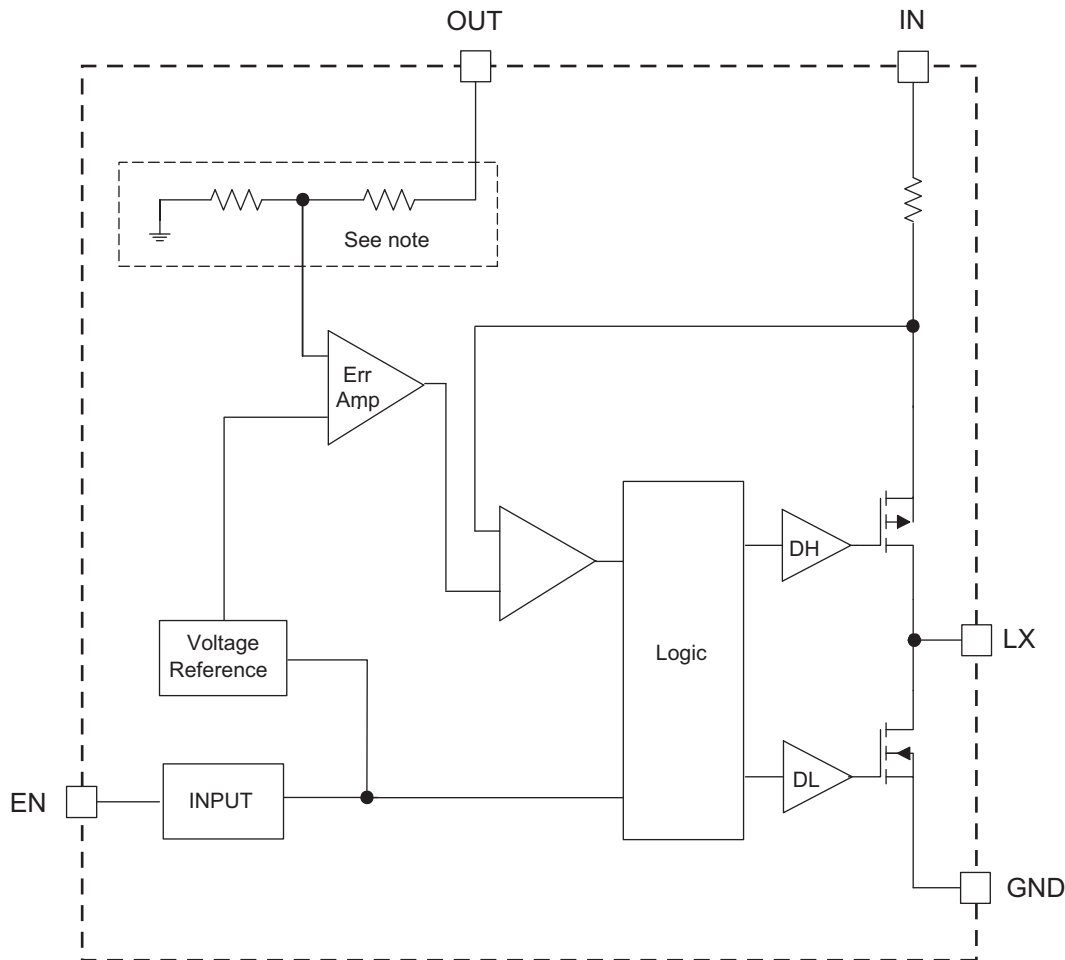 OUT
IN
See note
Err
Amp
DH
Voltage
Reference
Logic
LX
EN
INPUT
DL
GND